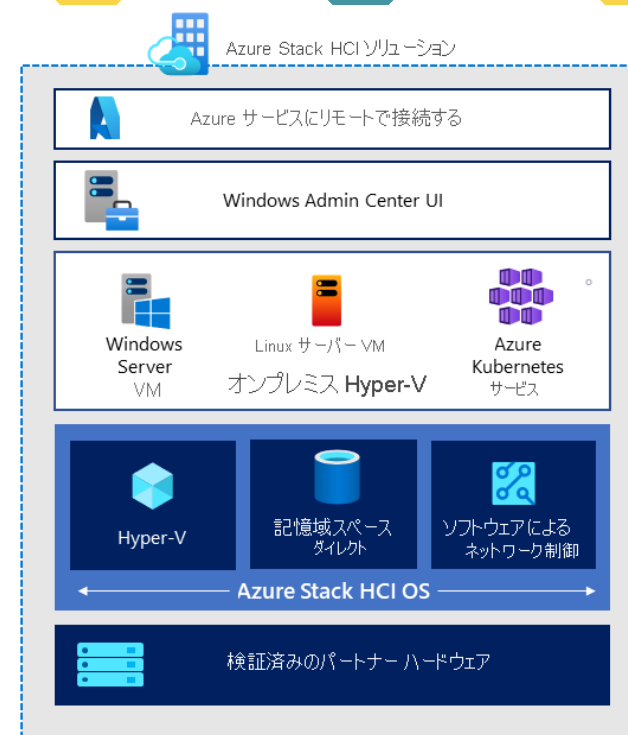 Azure Stack HCI ソリューション
Azure サービスにリモートで接続する
Windows Admin Center UI
Windows
Server
VM
Linux サーバー VM
Azure
Kubernetes
サービス
オンプレミス Hyper-V
Hyper-V
記憶域スペース
ダイレクト
ソフトウェアによる
ネットワーク制御
Azure Stack HCI OS
検証済みのパートナー ハードウェア